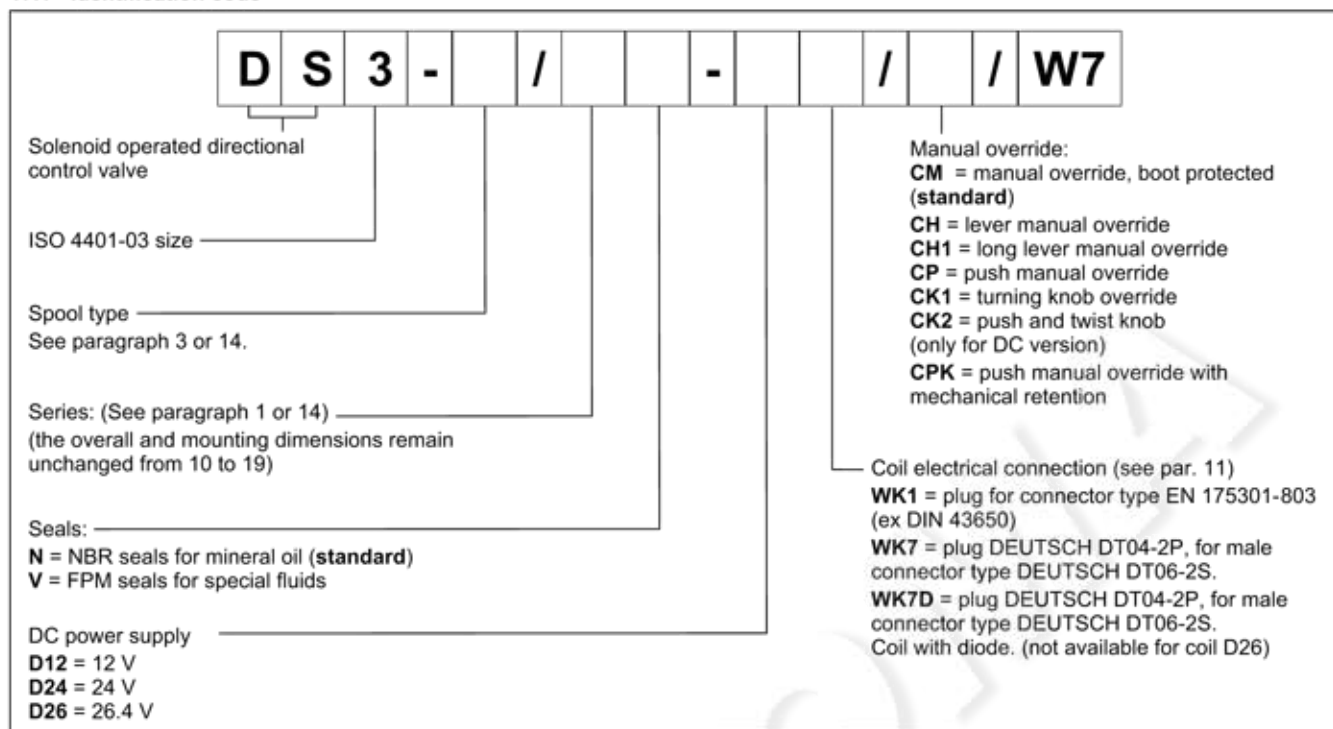 D S 3 - / - / / W7
Solenoid operated directional
control valve
ISO 4401-03 size
Spool type
See paragraph 3 or 14.
Series: (See paragraph 1 or 14)
(the overall and mounting dimensions remain
unchanged from 10 to 19)
Seals:
N = NBR seals for mineral oil (standard)
V = FPM seals for special fluids
DC power supply
D12 = 12 V
D24 = 24 V
D26 = 26.4 V
Manual override:
CM = manual override, boot protected
(standard)
CH = lever manual override
CH1 = long lever manual override
CP = push manual override
CK1 = turning knob override
CK2 = push and twist knob
(only for DC version)
CPK = push manual override with
mechanical retention
Coil electrical connection (see par. 11)
WK1 = plug for connector type EN 175301-803
(ex DIN 43650)
WK7 = plug DEUTSCH DT04-2P, for male
connector type DEUTSCH DT06-2S.
WK7D = plug DEUTSCH DT04-2P, for male
connector type DEUTSCH DT06-2S.
Coil with diode. (not available for coil D26)